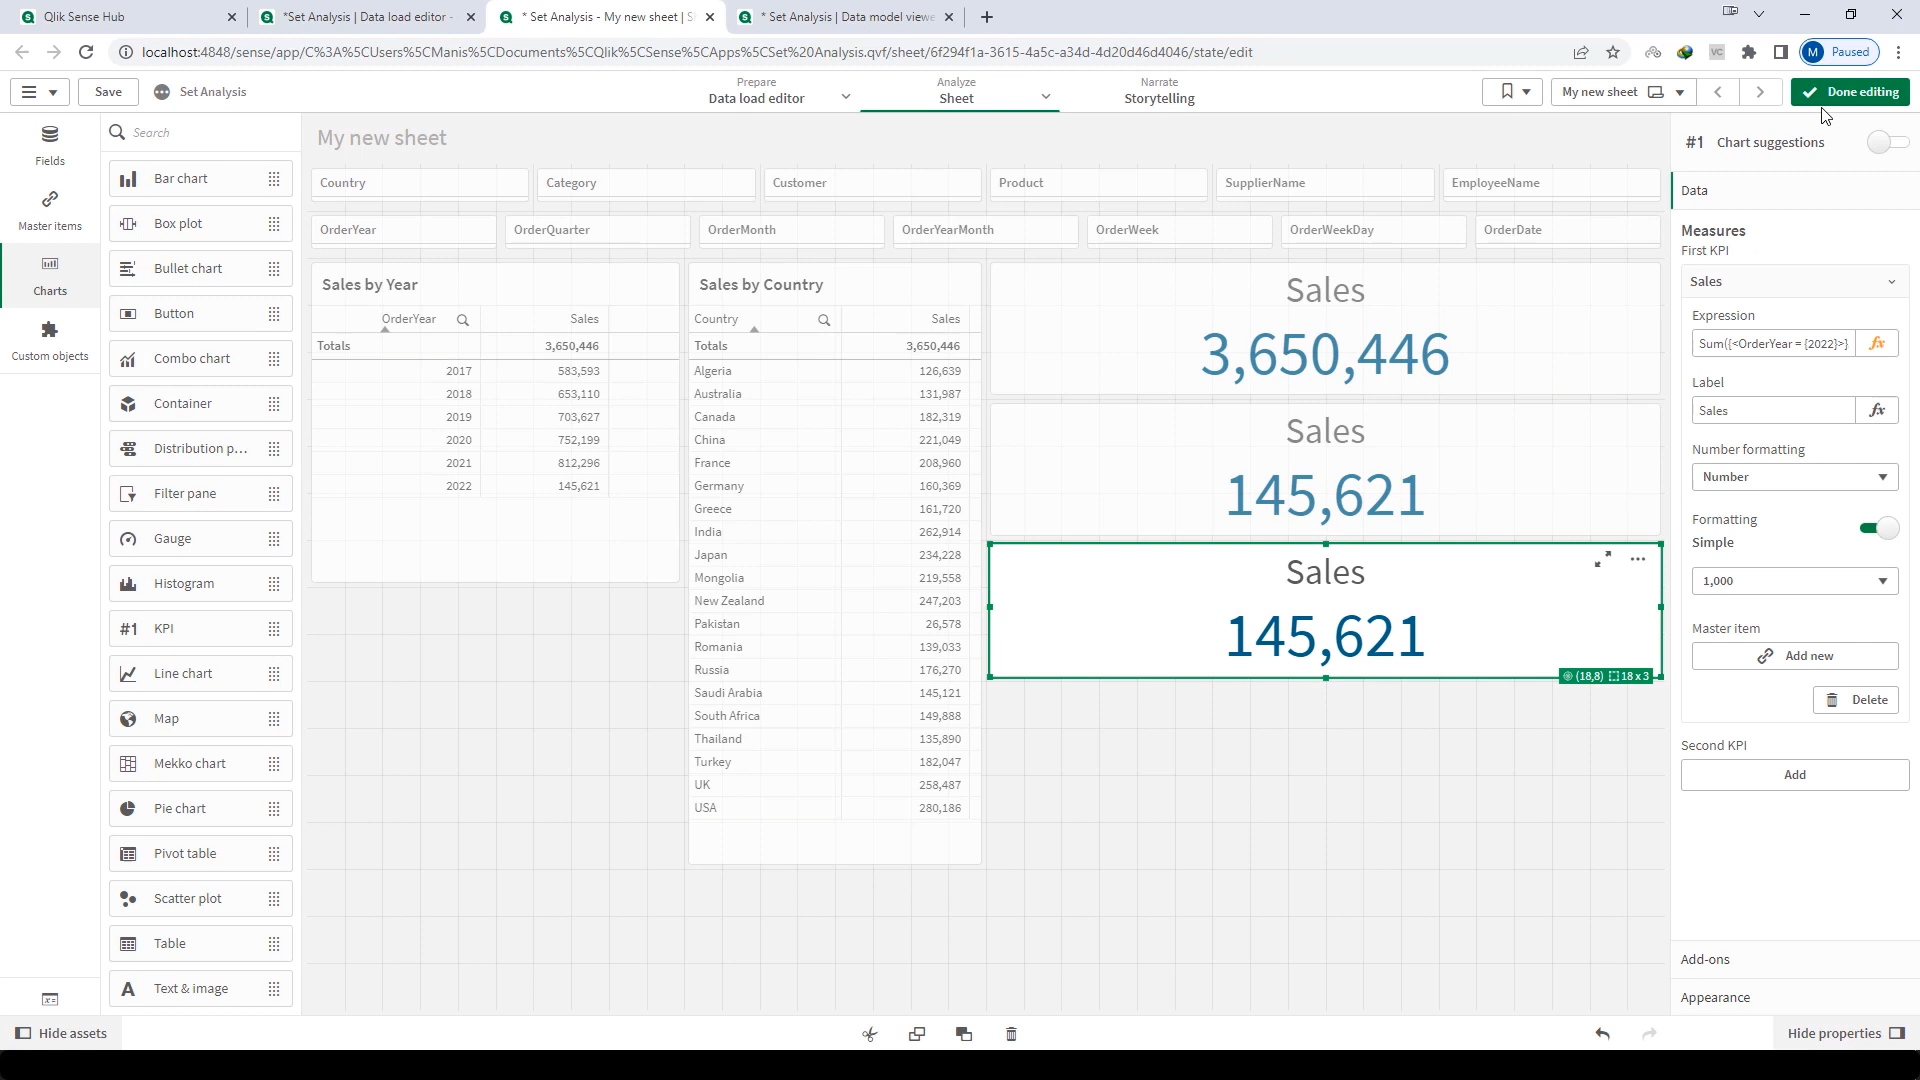 Qlik Sense Hub
*Set Analysis | Data load editor -
* Set Analysis - My new sheet | S
* Set Analysis | Data model viewe
localhost:4848/sense/app/C%3A%5CUsers%5CManis%5CDocuments%5CQlik%5CSense%5CApps%5CSet%20Analysis.qvf/sheet/6f294f1a-3615-4a5c-a34d-4d20d46d4046/state/edit
VC
M Paused
Save
Set Analysis
Prepare
Data load editor
Analyze
Sheet
Narrate
Storytelling
My new sheet
Done editing
Fields
Master items
Charts
Custom objects
Search
Bar chart
Box plot
Bullet chart
Button
Combo chart
Container
Distribution p...
Filter pane
Gauge
Histogram
#1 KPI
Line chart
Map
Mekko chart
Pie chart
Pivot table
Scatter plot
Table
A Text & image
My new sheet
Country Category Customer Product SupplierName EmployeeName
OrderYear OrderQuarter OrderMonth OrderYearMonth OrderWeek OrderWeekDay OrderDate
Sales by Year
OrderYear Sales
Totals 3,650,446
2017 583,593
2018 653,110
2019 703,627
2020 752,199
2021 812,296
2022 145,621
Sales by Country
Country Sales
Totals 3,650,446
Algeria 126,639
Australia 131,987
Canada 182,319
China 221,049
France 208,960
Germany 160,369
Greece 161,720
India 262,914
Japan 234,228
Mongolia 219,558
New Zealand 247,203
Pakistan 26,578
Romania 139,033
Russia 176,270
Saudi Arabia 145,121
South Africa 149,888
Thailand 135,890
Turkey 182,047
UK 258,487
USA 280,186
Sales
3,650,446
Sales
145,621
Sales
145,621
(18,8) 18 x 3
#1 Chart suggestions
Data
Measures
First KPI
Sales
Expression
Sum({<OrderYear = {2022}>}
fx
Label
Sales
fx
Number formatting
Number
Formatting
Simple
1,000
Master item
Add new
Delete
Second KPI
Add
Add-ons
Appearance
Hide assets
Hide properties